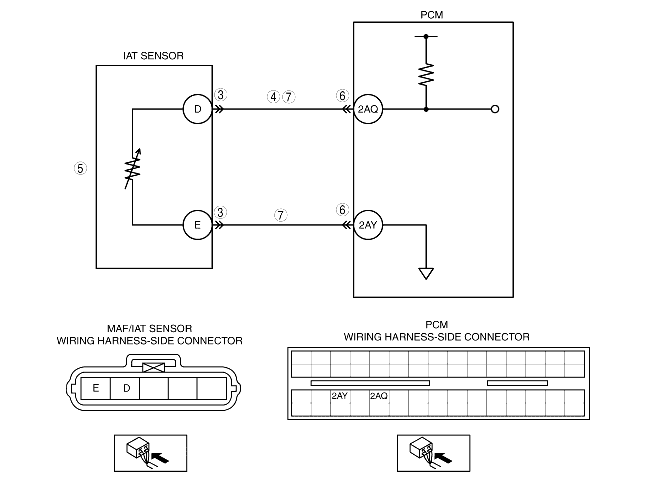 PCM
IAT SENSOR
3
4 7
6
D
2AQ
5
3
7
6
E
2AY
MAF/IAT SENSOR
WIRING HARNESS-SIDE CONNECTOR
PCM
WIRING HARNESS-SIDE CONNECTOR
E D
2AY 2AQ